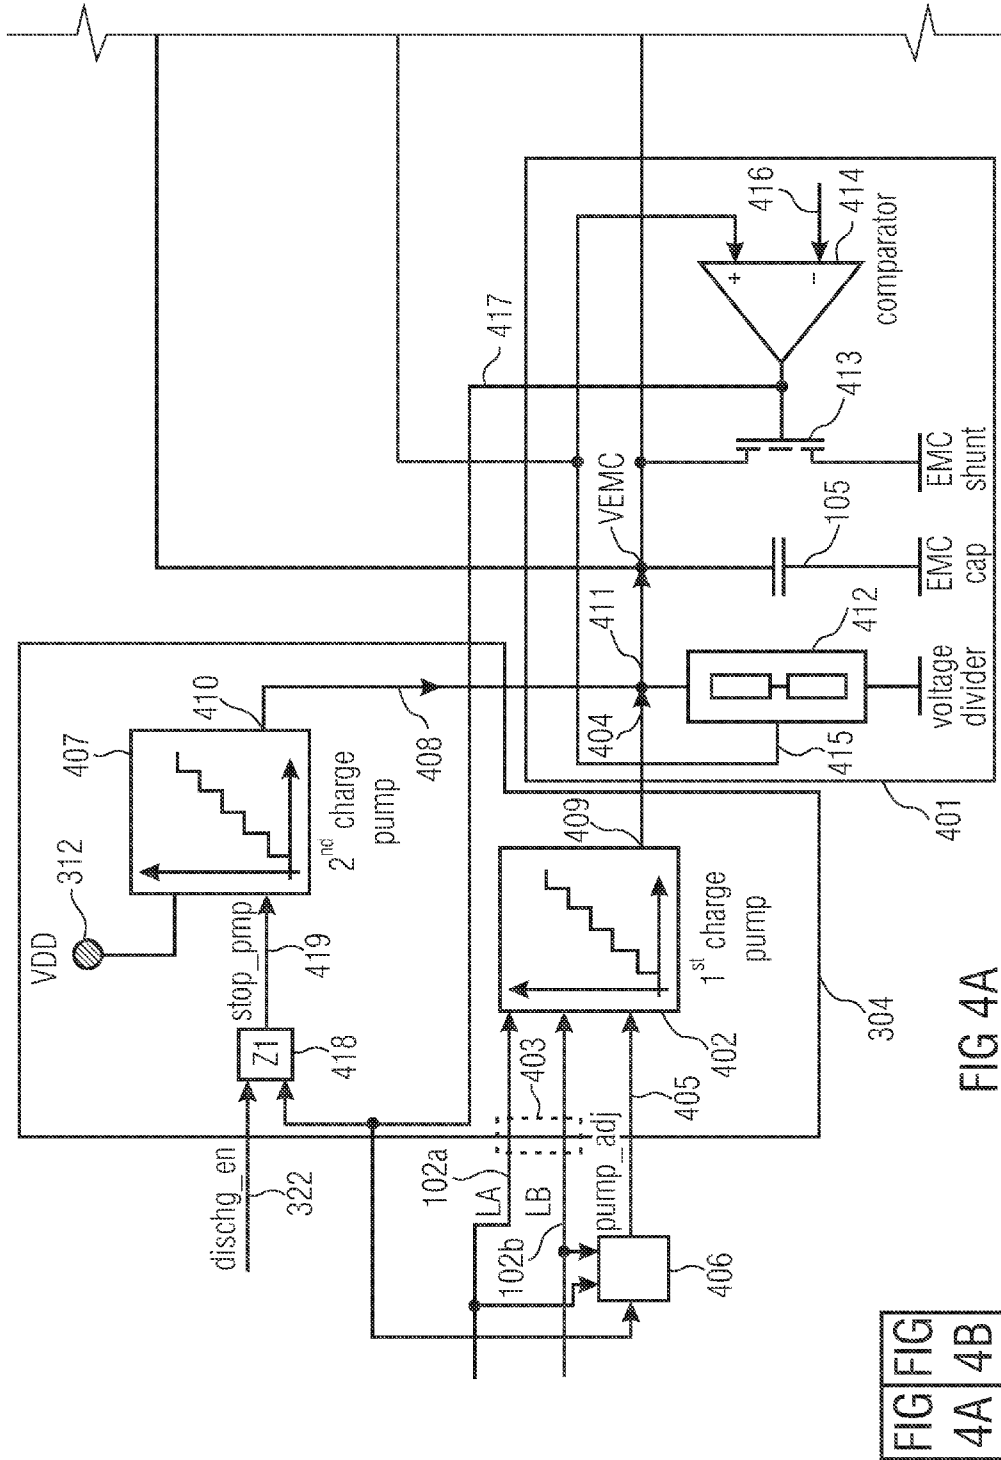 VDD
312
407
410
2nd charge
pump
408
stop_pmp
419
Z1
418
dischg_en
322
417
102a
LA
403
LB
102b
pump_adj
405
406
402
1st charge
pump
409
304
404
411
VEMC
415
412
voltage
divider
105
EMC
cap
413
EMC
shunt
+
-
416
414
comparator
401
FIG 4A
FIG
4A
FIG
4B